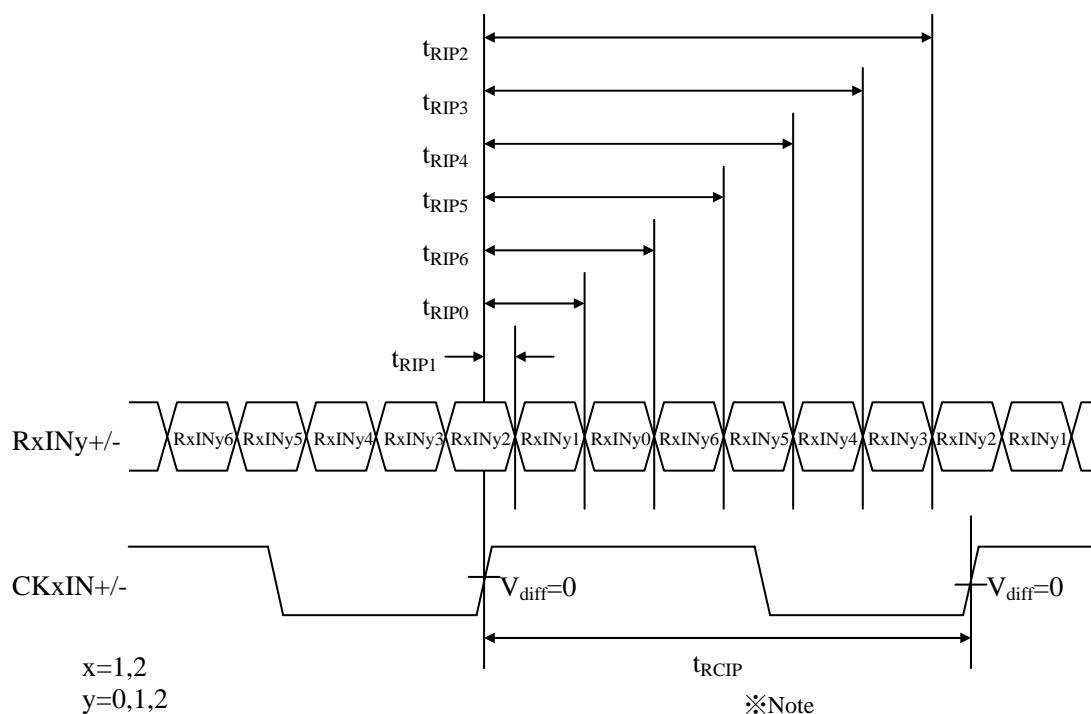 tRIP2
tRIP3
tRIP4
tRIP5
tRIP6
tRIP0
tRIP1
RxINy+/- RxINy6 RxINy5 RxINy4 RxINy3 RxINy2 RxINy1 RxINy0 RxINy6 RxINy5 RxINy4 RxINy3 RxINy2 RxINy1
CKxIN+/- Vdiff=0 Vdiff=0
tRCIP
x=1,2
y=0,1,2
※Note